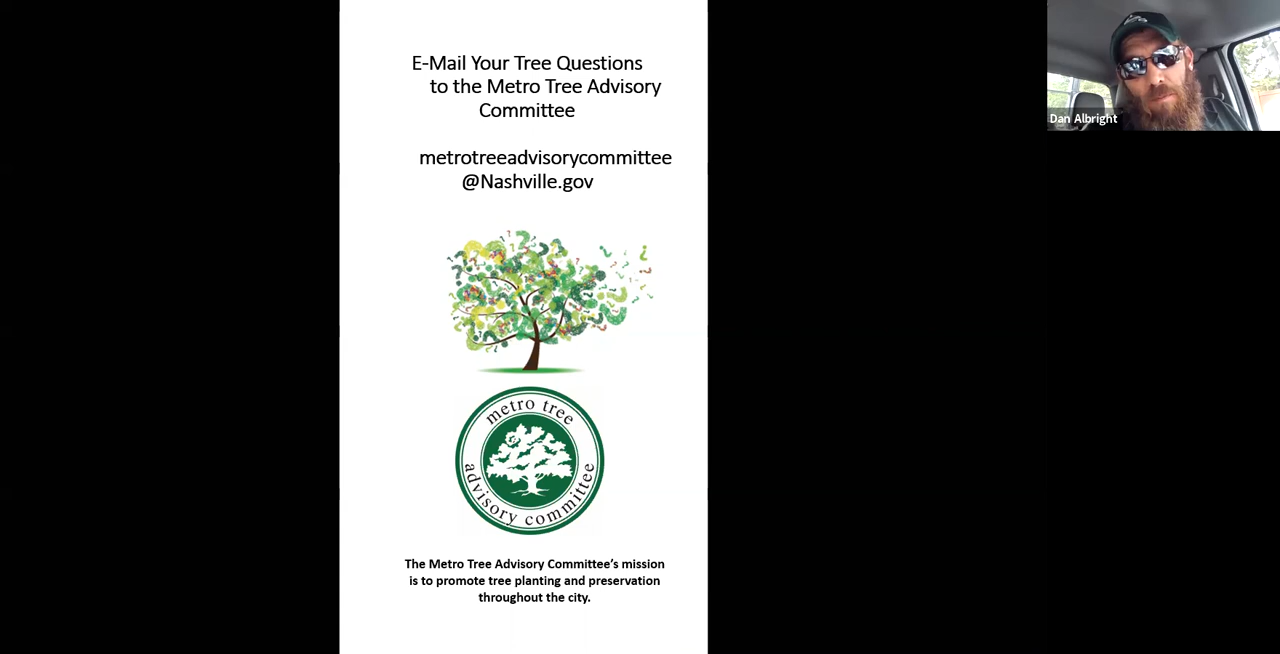 E-Mail Your Tree Questions
to the Metro Tree Advisory
Committee
metrotreeadvisorycommittee
@Nashville.gov
metro tree
advisory committee
The Metro Tree Advisory Committee’s mission
is to promote tree planting and preservation
throughout the city.
Dan Albright